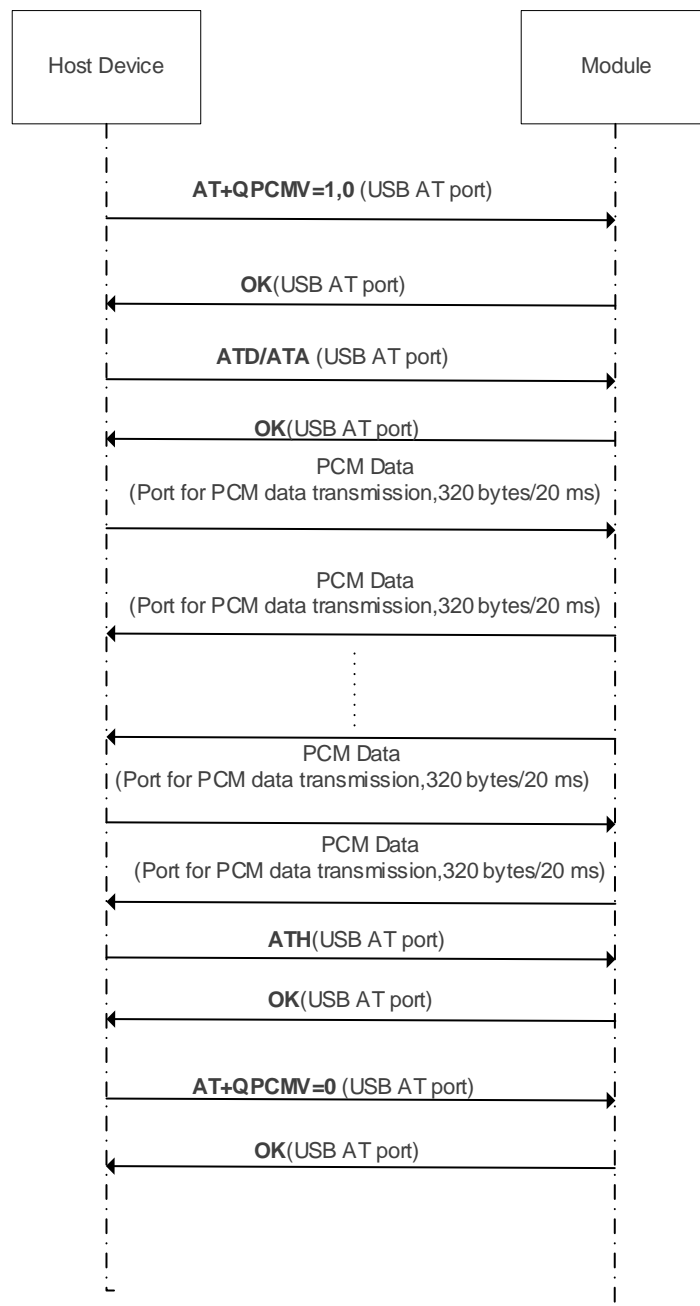 Host Device
Module
AT+QPCMV=1,0 (USB AT port)
OK(USB AT port)
ATD/ATA (USB AT port)
OK(USB AT port)
PCM Data
(Port for PCM data transmission,320 bytes/20 ms)
PCM Data
(Port for PCM data transmission,320 bytes/20 ms)
PCM Data
(Port for PCM data transmission,320 bytes/20 ms)
PCM Data
(Port for PCM data transmission,320 bytes/20 ms)
ATH(USB AT port)
OK(USB AT port)
AT+QPCMV=0 (USB AT port)
OK(USB AT port)